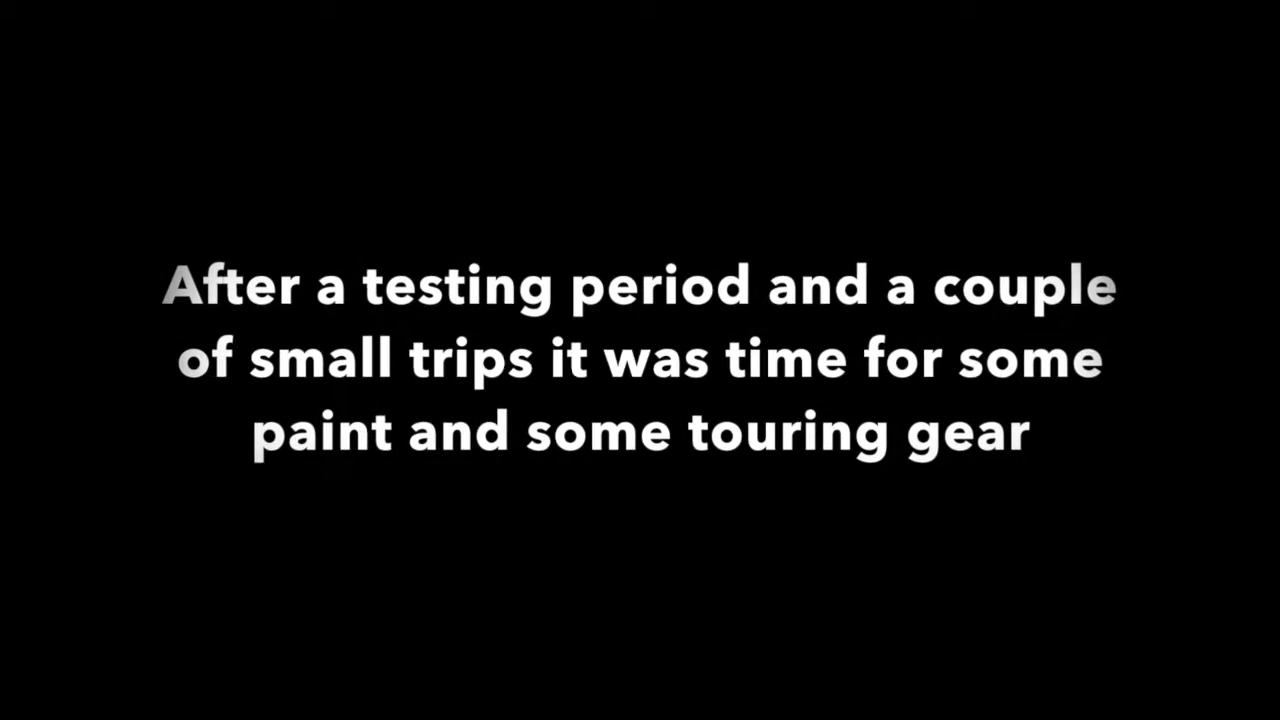 After a testing period and a couple
of small trips it was time for some
paint and some touring gear